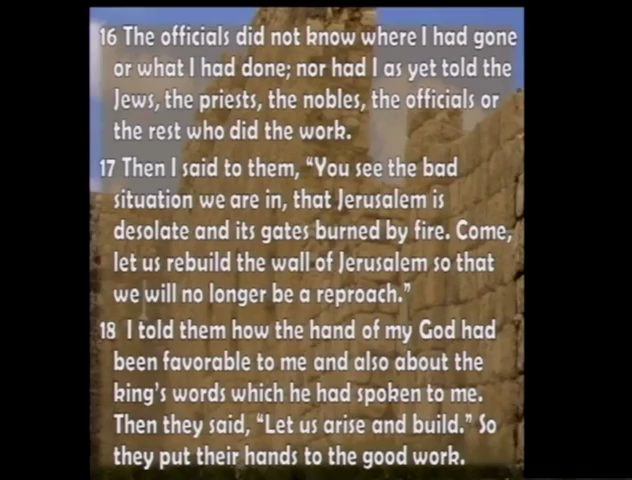 16 The officials did not know where I had gone
or what I had done; nor had I as yet told the
Jews, the priests, the nobles, the officials or
the rest who did the work.
17 Then I said to them, “You see the bad
situation we are in, that Jerusalem is
desolate and its gates burned by fire. Come,
let us rebuild the wall of Jerusalem so that
we will no longer be a reproach.”
18 I told them how the hand of my God had
been favorable to me and also about the
king’s words which he had spoken to me.
Then they said, “Let us arise and build.” So
they put their hands to the good work.